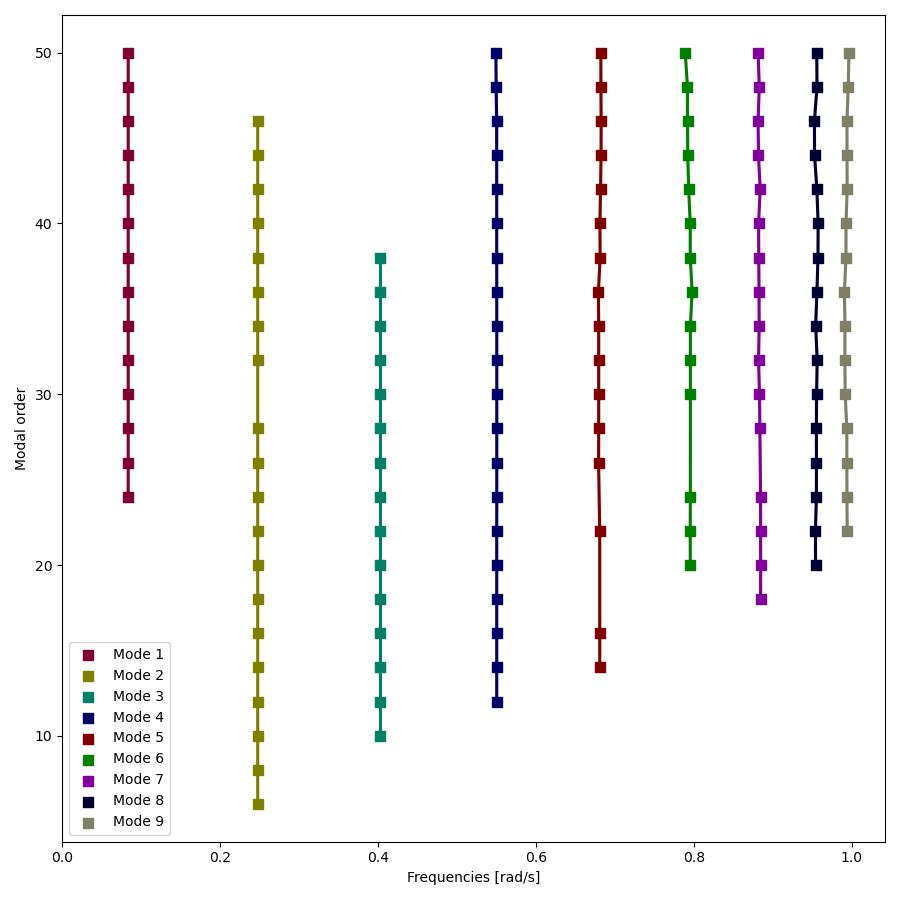 50
40
30
20
10
Modal order
Mode 1
Mode 2
Mode 3
Mode 4
Mode 5
Mode 6
Mode 7
Mode 8
Mode 9
0.0 0.2 0.4 0.6 0.8 1.0
Frequencies [rad/s]